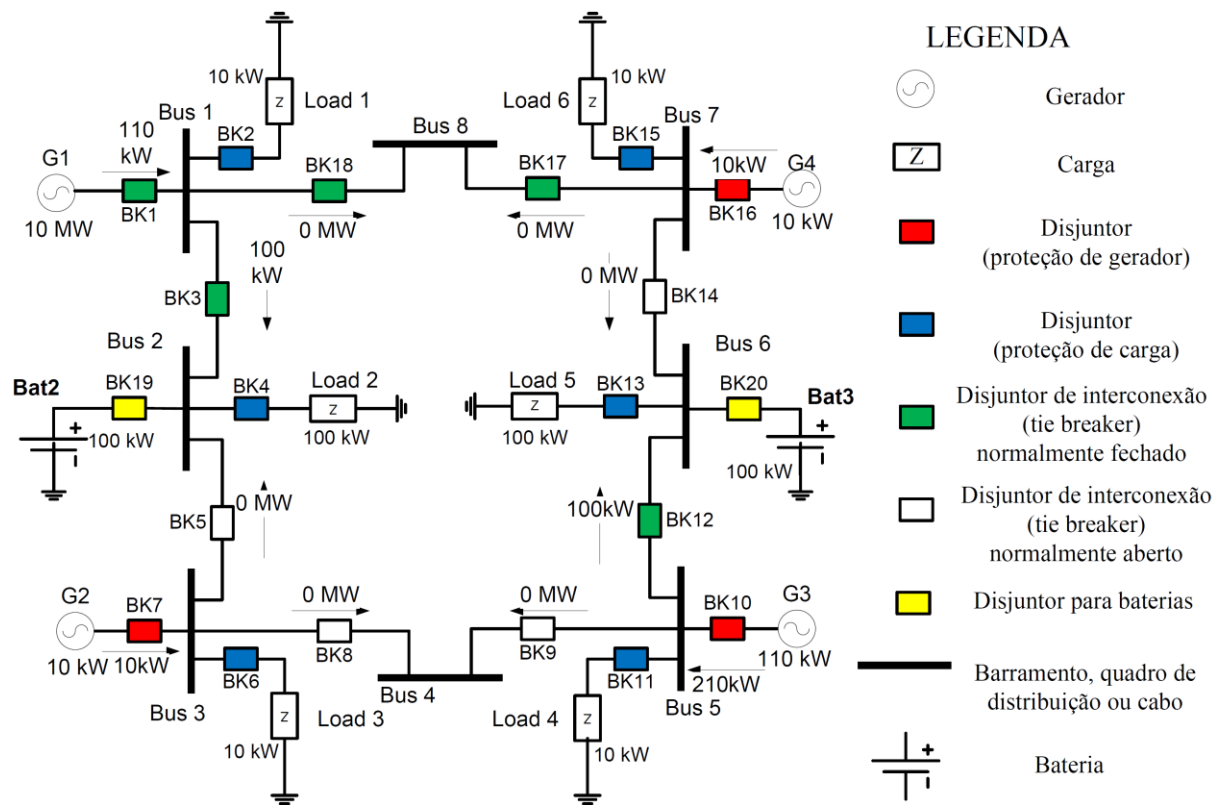 LEGENDA
Gerador
Z
Carga
Disjuntor
(proteção de gerador)
Disjuntor
(proteção de carga)
Disjuntor de interconexão
(tie breaker)
normalmente fechado
Disjuntor de interconexão
(tie breaker)
normalmente aberto
Disjuntor para baterias
Barramento, quadro de
distribuição ou cabo
Bateria
10 kW
Z
Load 1
Bus 1
BK2
110
kW
G1
BK1
10 MW
BK18
0 MW
Bus 8
10 kW
Z
Load 6
Bus 7
BK15
BK17
0 MW
10kW
G4
BK16
10 kW
100
kW
BK3
0 MW
BK14
Bus 2
Bat2
BK19
100 kW
BK4
Load 2
Z
100 kW
Bus 6
Load 5
Z
100 kW
BK13
BK20
Bat3
100 kW
BK5
0 MW
100kW
BK12
G2
10 kW
BK7
10kW
BK6
Bus 3
Z
Load 3
10 kW
0 MW
BK8
Bus 4
0 MW
BK9
BK10
G3
110 kW
210kW
BK11
Bus 5
Load 4
Z
10 kW